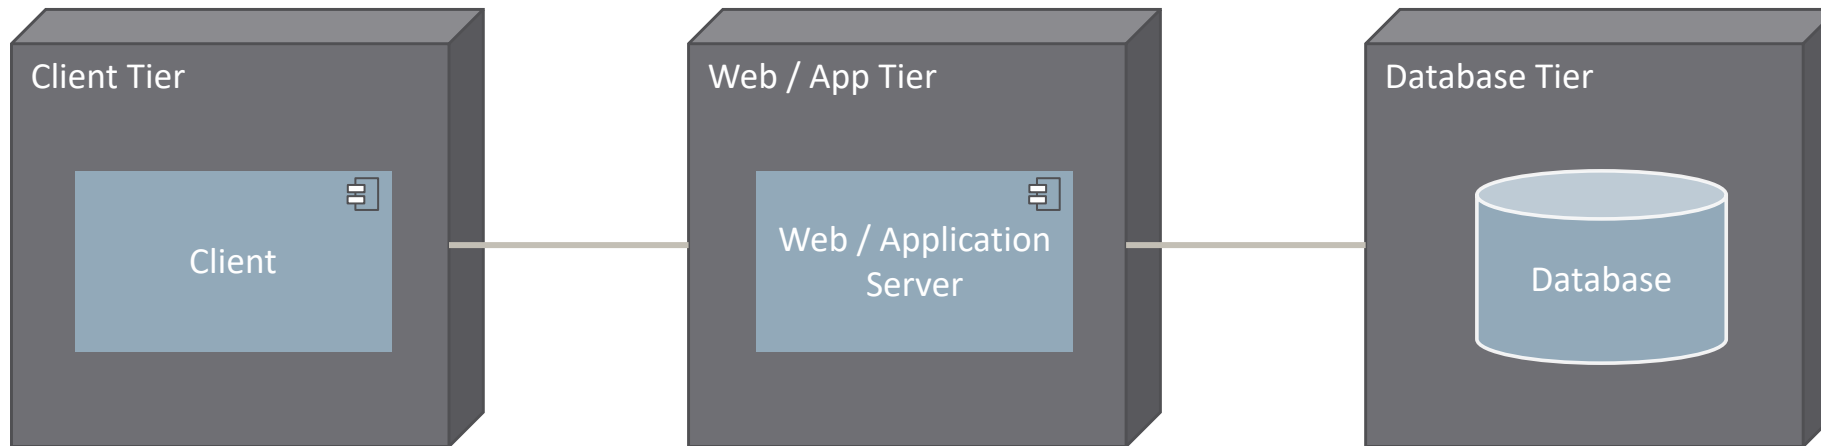 Client Tier
Web / App Tier
Database Tier
Client
Web / Application
Server
Database